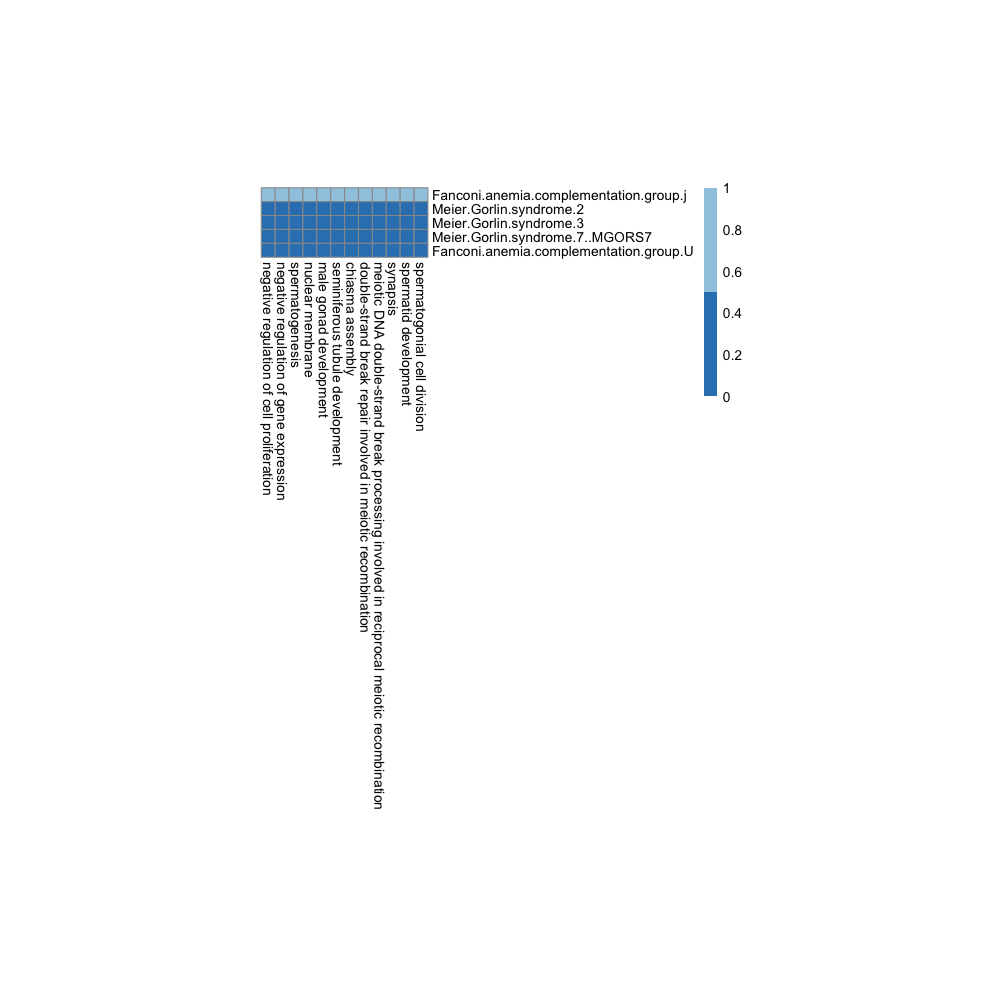 Fanconi.anemia.complementation.group.j
Meier.Gorlin.syndrome.2
Meier.Gorlin.syndrome.3
Meier.Gorlin.syndrome.7..MGORS7
Fanconi.anemia.complementation.group.U
1
0.8
0.6
0.4
0.2
0
negative regulation of cell proliferation
negative regulation of gene expression
spermatogenesis
nuclear membrane
male gonad development
seminiferous tubule development
chiasma assembly
double-strand break repair involved in meiotic recombination
meiotic DNA double-strand break processing involved in reciprocal meiotic recombination
synapsis
spermatid development
spermatogonial cell division